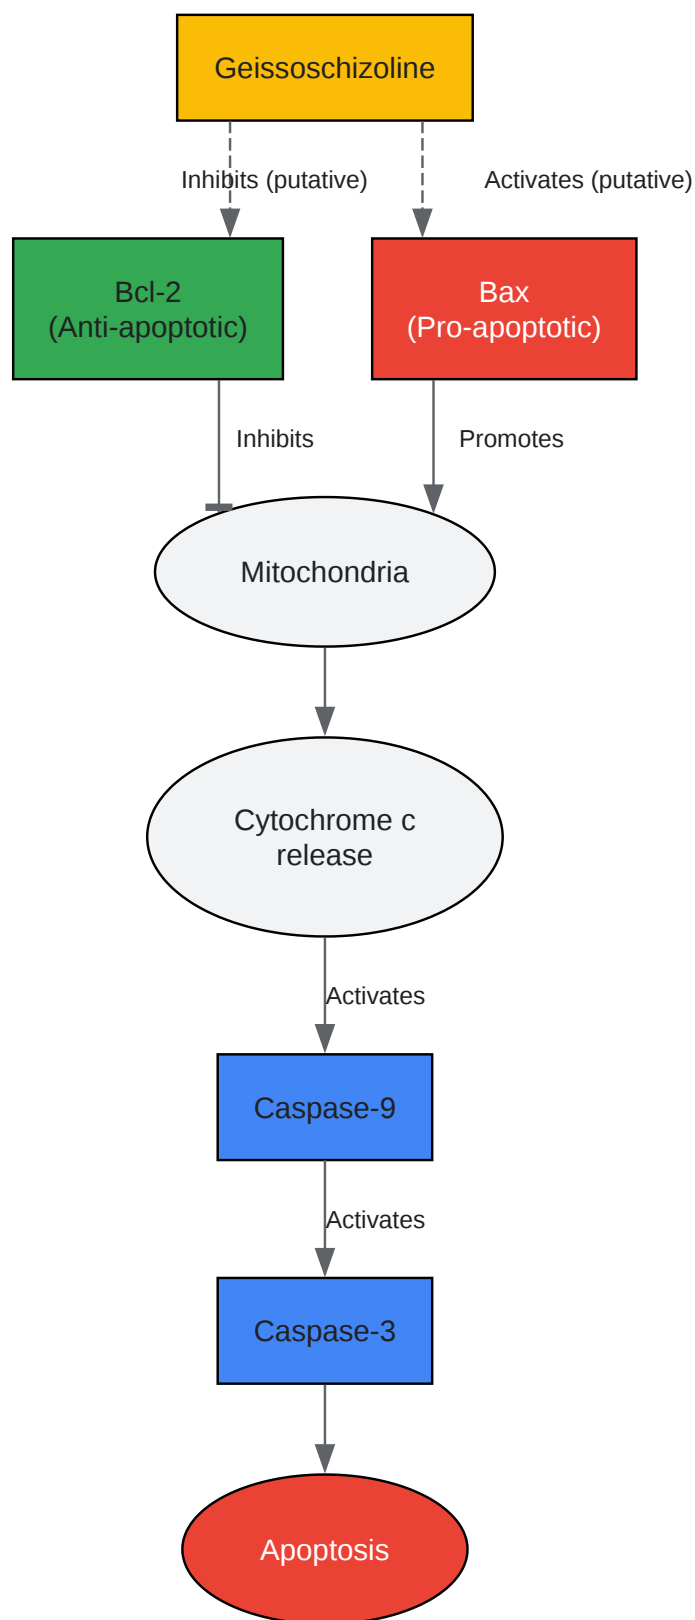 Geissoschizoline
Inhibits (putative)
Activates (putative)
Bcl-2
(Anti-apoptotic)
Bax
(Pro-apoptotic)
Inhibits
Promotes
Mitochondria
Cytochrome c
release
Activates
Caspase-9
Activates
Caspase-3
Apoptosis